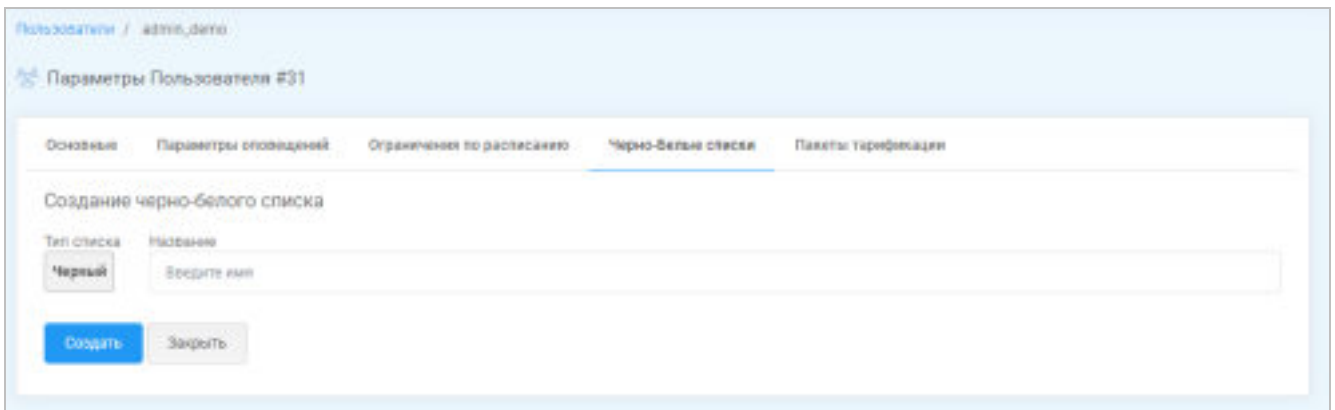 Пользователи / admin_demo
Параметры Пользователя #31
Основные Параметры оповещений Ограничения по расписанию Черно-Белые списки Пакеты тарификации
Создание черно-белого списка
Тип списка Название
Черный Введите имя
Создать Закрыть